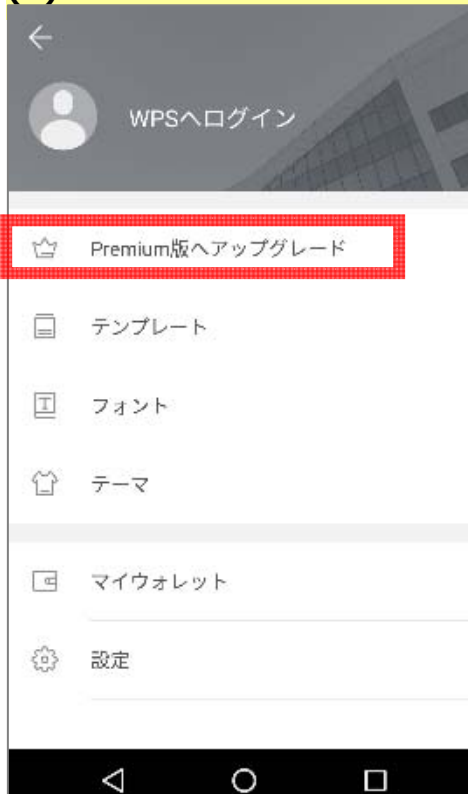 WPSへログイン
Premium版へアップグレード
テンプレート
フォント
テーマ
マイウォレット
設定